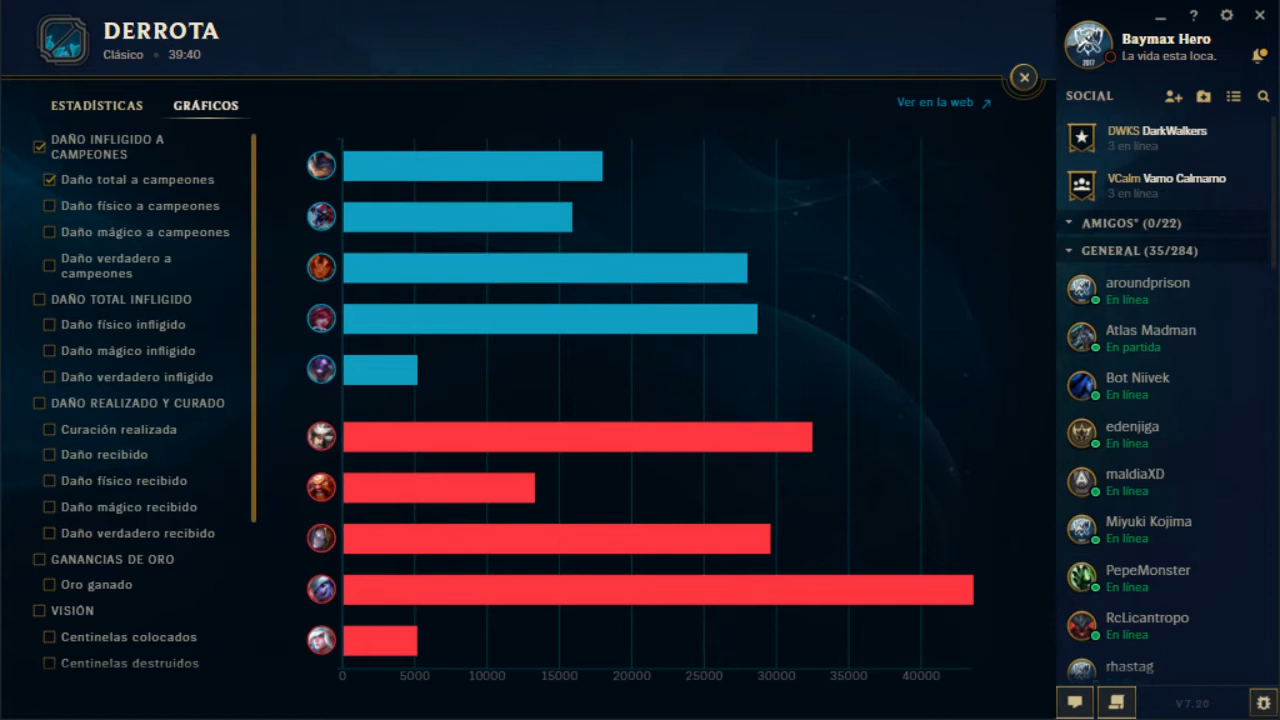 DERROTA
Clásico • 39:40
ESTADÍSTICAS
GRÁFICOS
Ver en la web
DAÑO INFLIGIDO A
CAMPEONES
Daño total a campeones
Daño físico a campeones
Daño mágico a campeones
Daño verdadero a
campeones
DAÑO TOTAL INFLIGIDO
Daño físico infligido
Daño mágico infligido
Daño verdadero infligido
DAÑO REALIZADO Y CURADO
Curación realizada
Daño recibido
Daño físico recibido
Daño mágico recibido
Daño verdadero recibido
GANANCIAS DE ORO
Oro ganado
VISIÓN
Centinelas colocados
Centinelas destruidos
0 5000 10000 15000 20000 25000 30000 35000 40000
?
2017
Baymax Hero
La vida esta loca.
SOCIAL
DWKS DarkWalkers
3 en línea
VCalm Vamo Calmarno
3 en línea
AMIGOS* (0/22)
GENERAL (35/284)
aroundprison
En línea
Atlas Madman
En partida
Bot Niivek
En línea
edenjiga
En línea
maldiaXD
En línea
Miyuki Kojima
En línea
PepeMonster
En línea
RcLicantropo
En línea
rhastag
V7.20